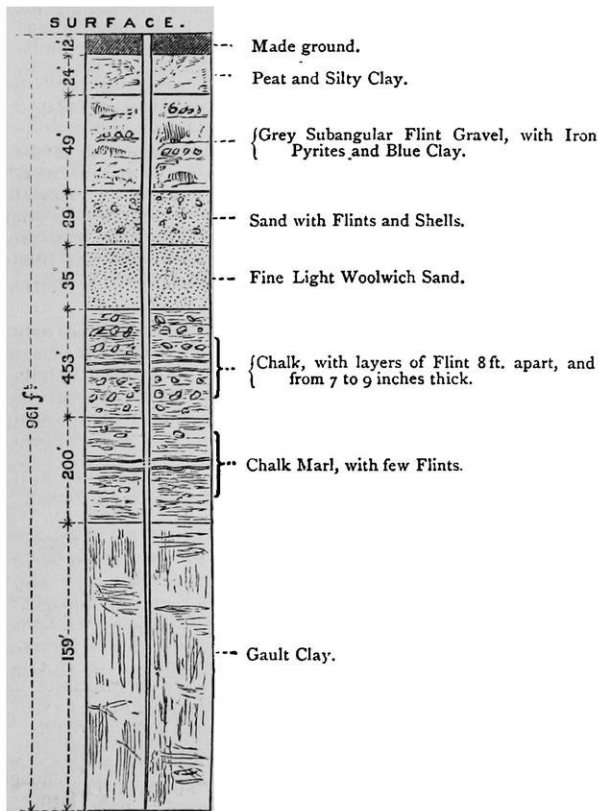 SURFACE.
12'
Made ground.
24'
Peat and Silty Clay.
49'
Grey Subangular Flint Gravel, with Iron
Pyrites and Blue Clay.
29'
Sand with Flints and Shells.
35'
Fine Light Woolwich Sand.
453'
Chalk, with layers of Flint 8 ft. apart, and
from 7 to 9 inches thick.
961 ft.
200'
Chalk Marl, with few Flints.
159'
Gault Clay.